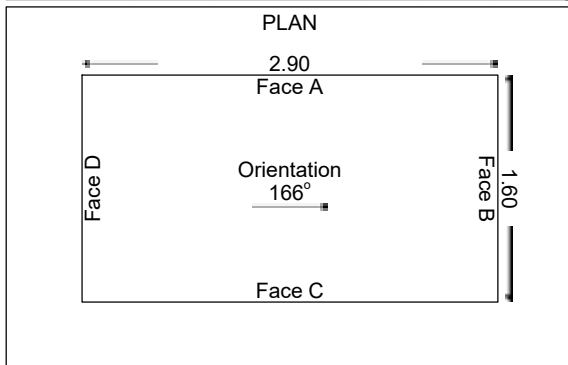 PLAN
2.90
Face A
Face D
Orientation
166°
Face B
1.60
Face C